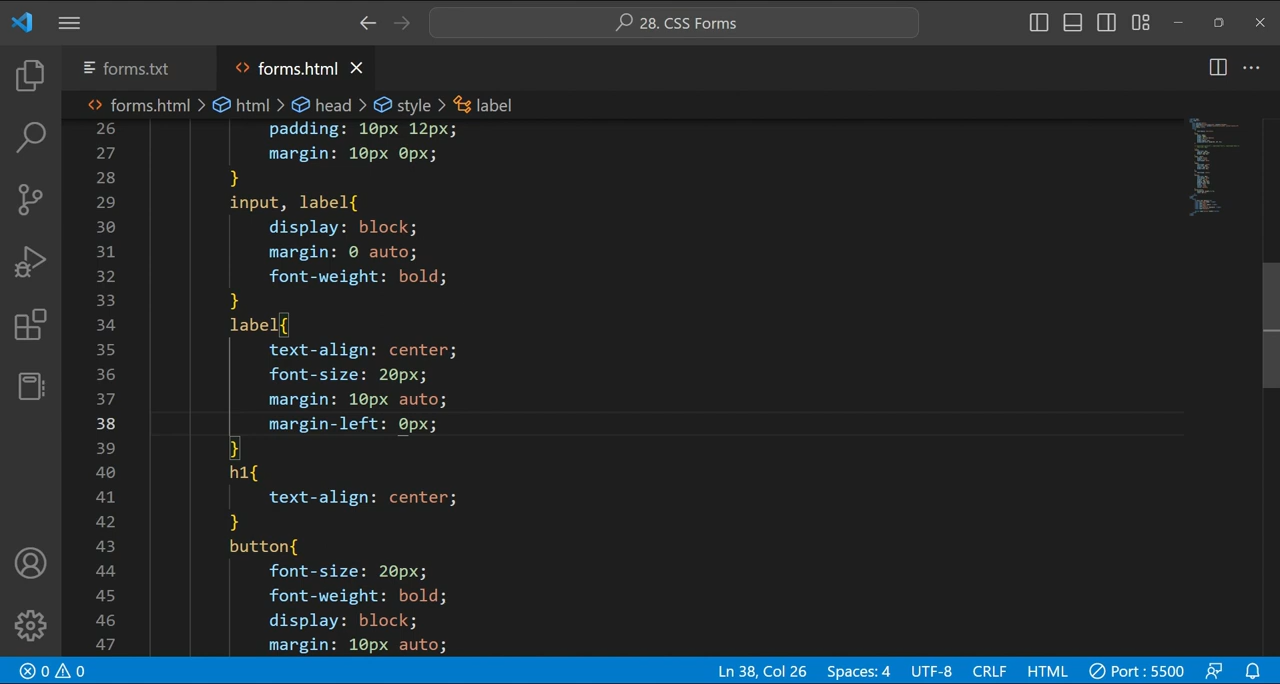 28. CSS Forms
forms.txt
forms.html
forms.html > html > head > style > label
26 padding: 10px 12px;
27 margin: 10px 0px;
28 }
29 input, label{
30 display: block;
31 margin: 0 auto;
32 font-weight: bold;
33 }
34 label{
35 text-align: center;
36 font-size: 20px;
37 margin: 10px auto;
38 margin-left: 0px;
39 }
40 h1{
41 text-align: center;
42 }
43 button{
44 font-size: 20px;
45 font-weight: bold;
46 display: block;
47 margin: 10px auto;
0 0 Ln 38, Col 26 Spaces: 4 UTF-8 CRLF HTML Port : 5500